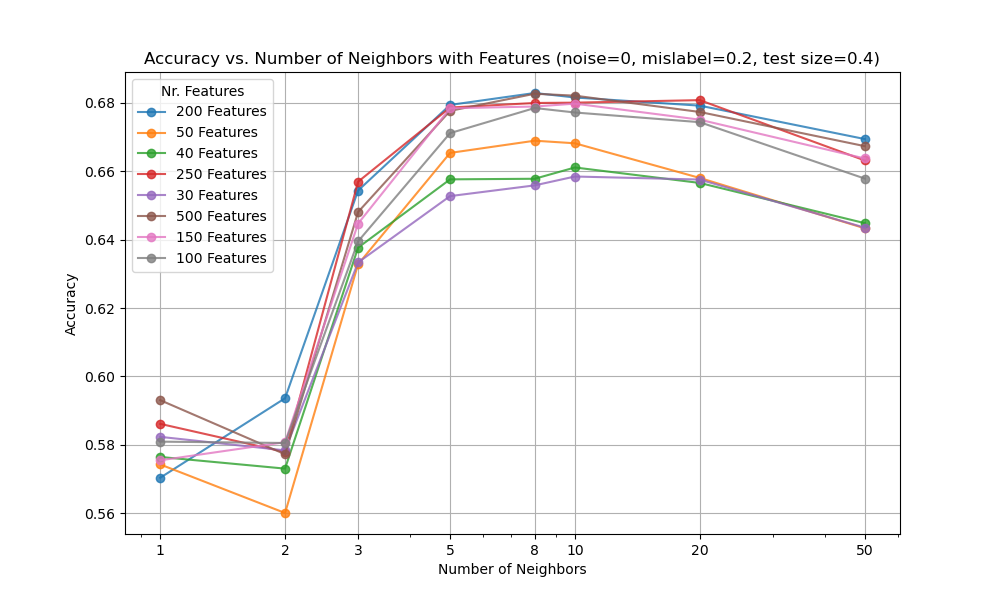 Accuracy vs. Number of Neighbors with Features (noise=0, mislabel=0.2, test size=0.4)
Nr. Features
200 Features
50 Features
40 Features
250 Features
30 Features
500 Features
150 Features
100 Features
Accuracy
0.68
0.66
0.64
0.62
0.60
0.58
0.56
1 2 3 5 8 10 20 50
Number of Neighbors